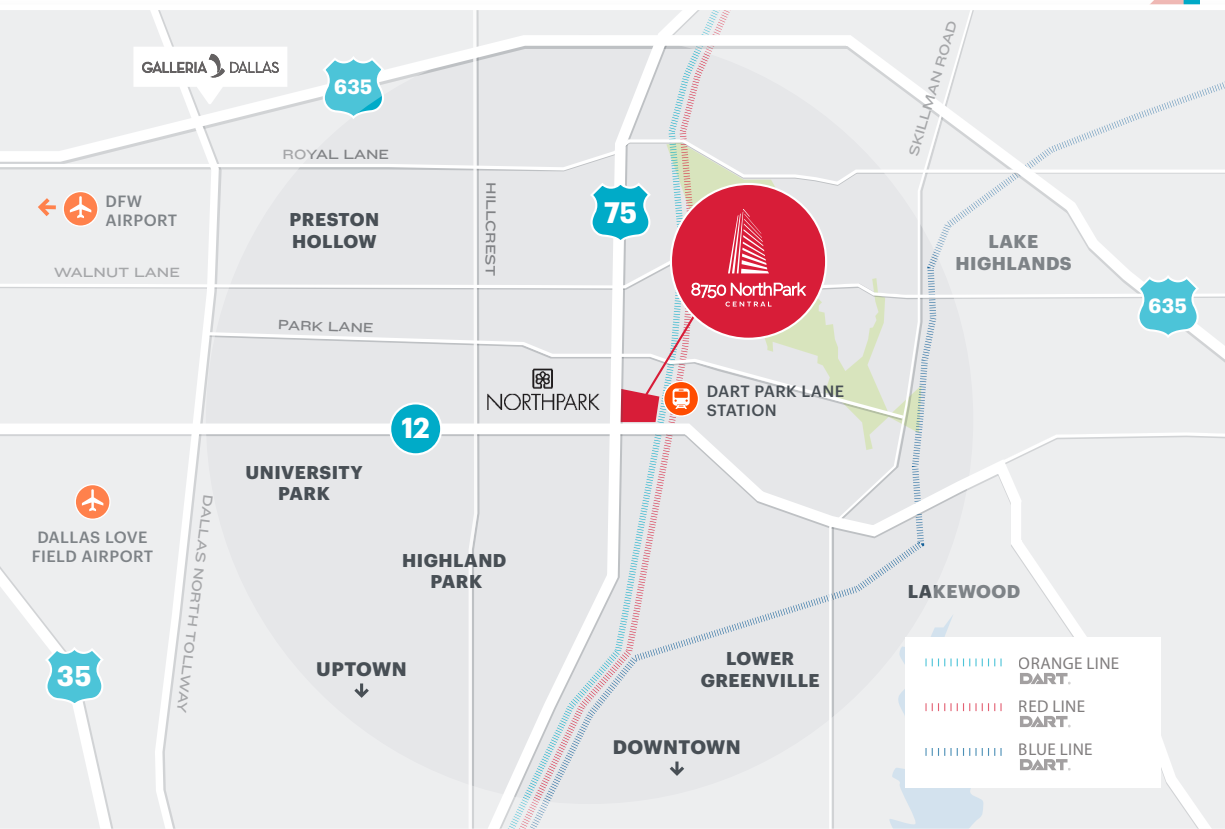 GALLERIA DALLAS
635
SKILLMAN ROAD
ROYAL LANE
DFW
AIRPORT
PRESTON
HOLLOW
HILLCREST
75
8750 NorthPark
CENTRAL
LAKE
HIGHLANDS
WALNUT LANE
635
PARK LANE
NORTHPARK
DART PARK LANE
STATION
12
UNIVERSITY
PARK
DALLAS LOVE
FIELD AIRPORT
DALLAS NORTH TOLLWAY
HIGHLAND
PARK
LAKEWOOD
35
UPTOWN
LOWER
GREENVILLE
DOWNTOWN
ORANGE LINE
DART.
RED LINE
DART.
BLUE LINE
DART.